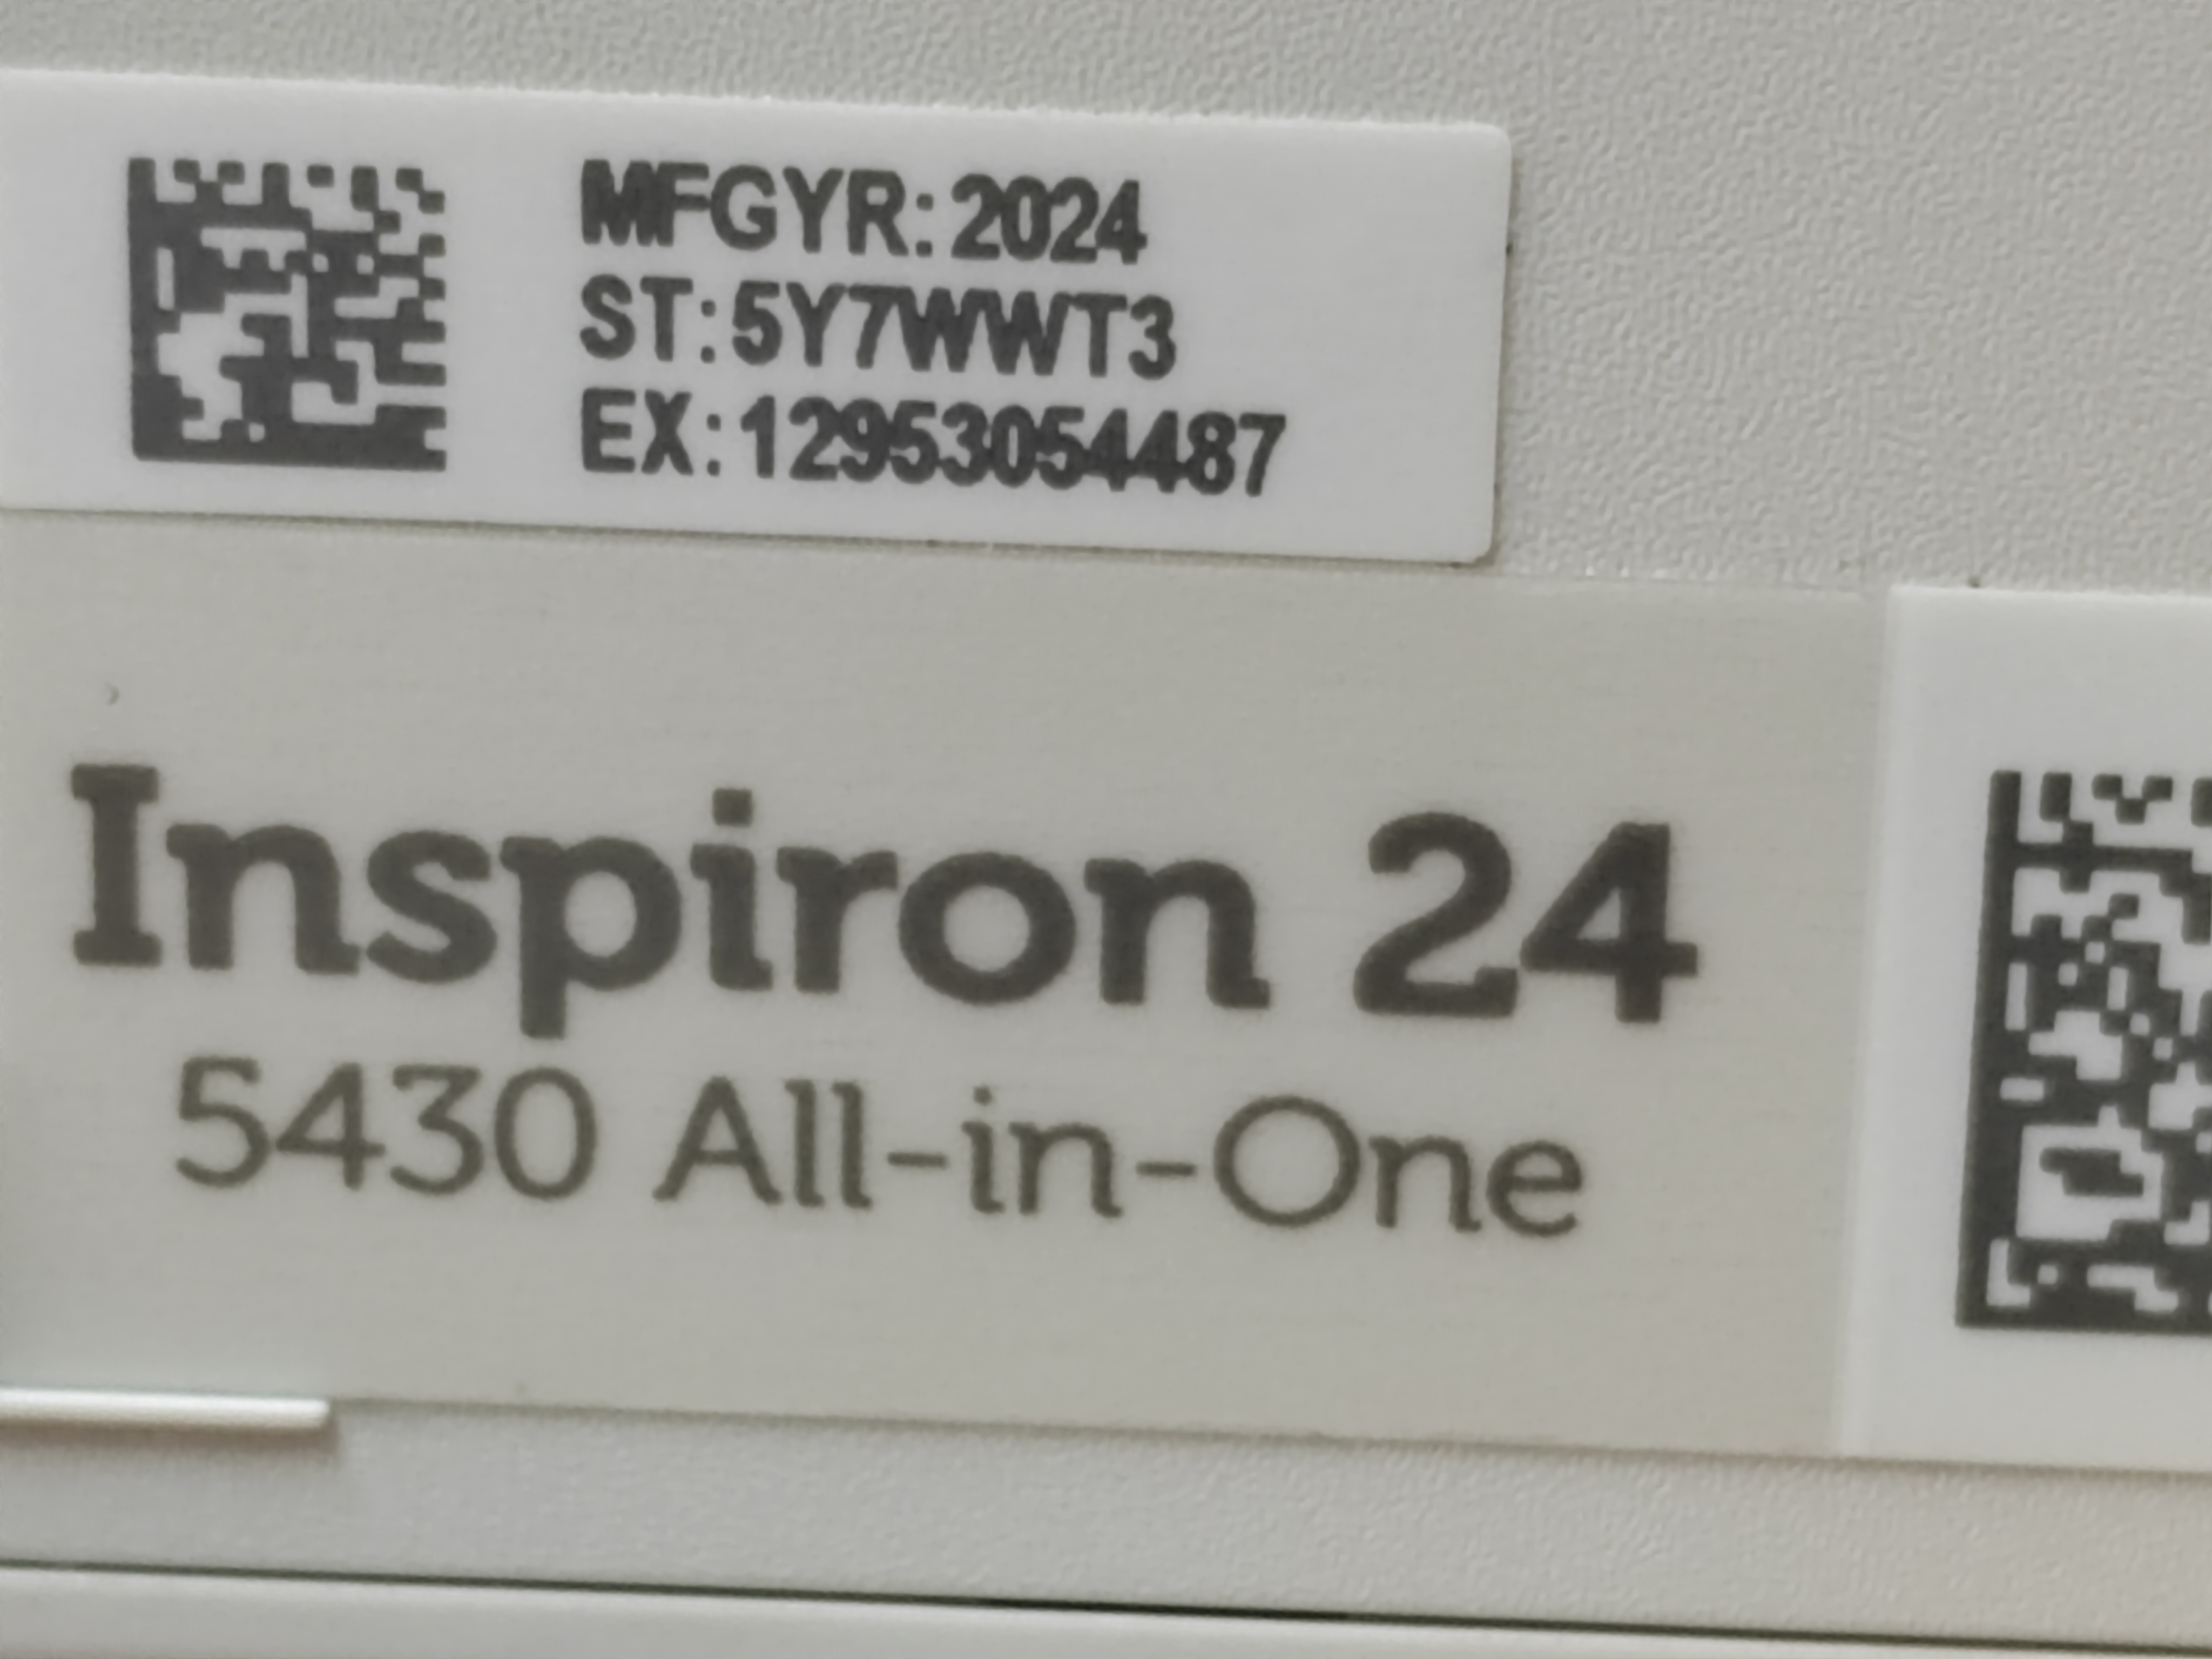 MFGYR: 2024
ST: 5Y7WWT3
EX: 12953054487
Inspiron 24
5430 All-in-One